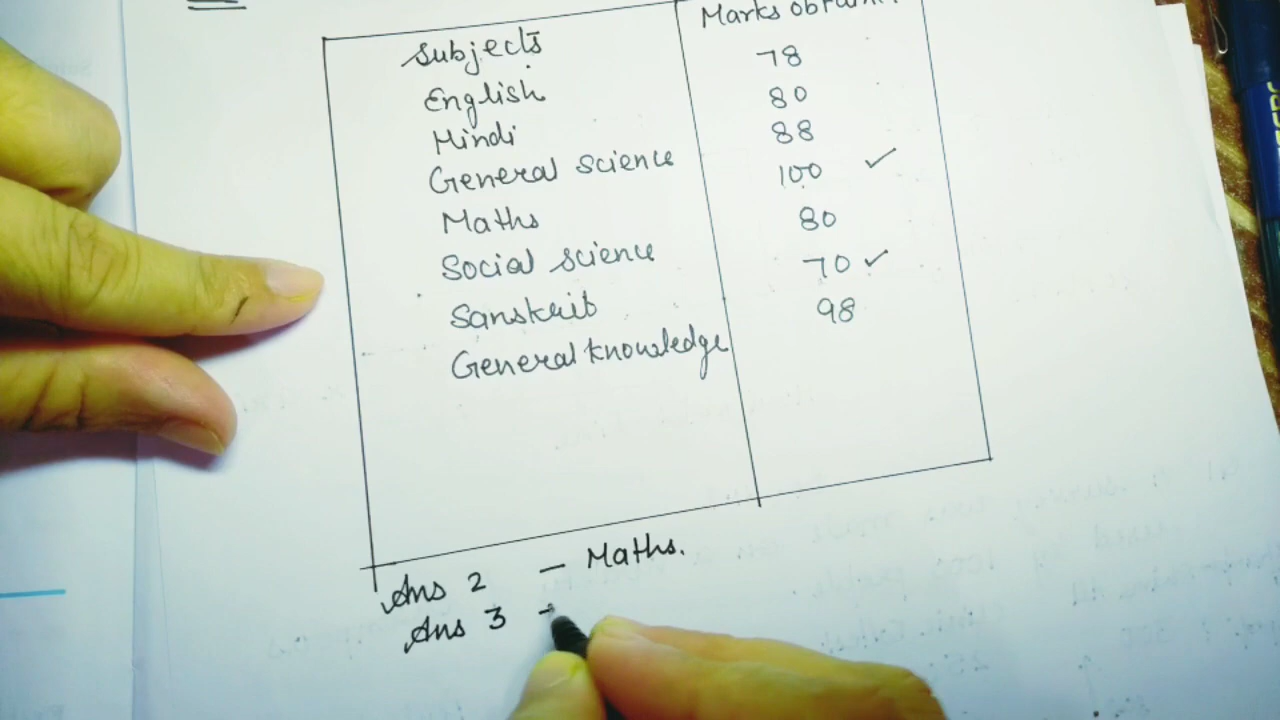 Subjects Marks
English 78
Hindi 80
General science 88
Maths 100 ✓
Social science 80
Sanskrit 70 ✓
General knowledge 98
Ans 2 — Maths.
Ans 3 -